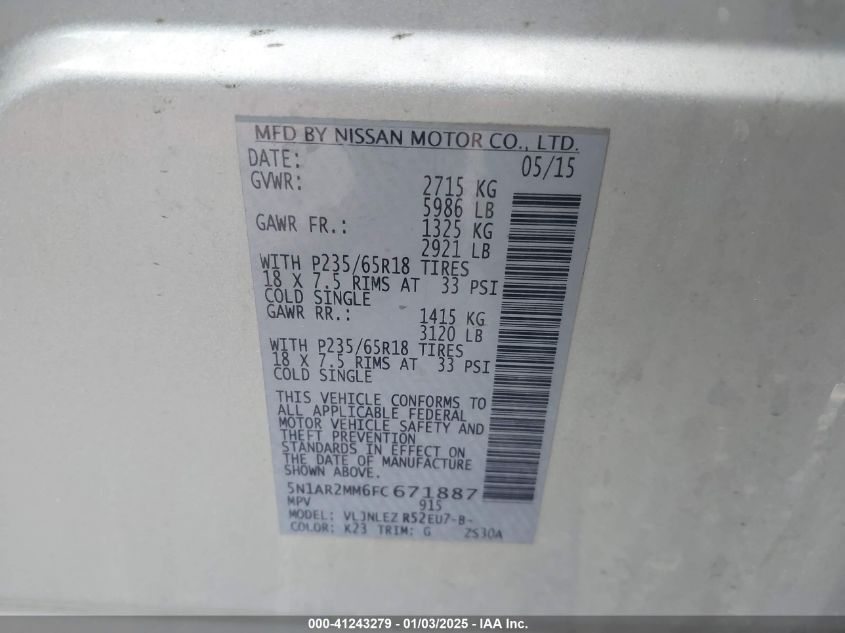 MFD BY NISSAN MOTOR CO., LTD.
DATE: 05/15
GVWR: 2715 KG
5986 LB
GAWR FR.: 1325 KG
2921 LB
WITH P235/65R18 TIRES
18 X 7.5 RIMS AT 33 PSI
COLD SINGLE
GAWR RR.: 1415 KG
3120 LB
WITH P235/65R18 TIRES
18 X 7.5 RIMS AT 33 PSI
COLD SINGLE
THIS VEHICLE CONFORMS TO
ALL APPLICABLE FEDERAL
MOTOR VEHICLE SAFETY AND
THEFT PREVENTION
STANDARDS IN EFFECT ON
THE DATE OF MANUFACTURE
SHOWN ABOVE.
5N1AR2MM6FC671887
MPV 915
MODEL: VLJNLEZ R52EU7-B-
COLOR: K23 TRIM: G ZS30A
000-41243279 - 01/03/2025 - IAA Inc.